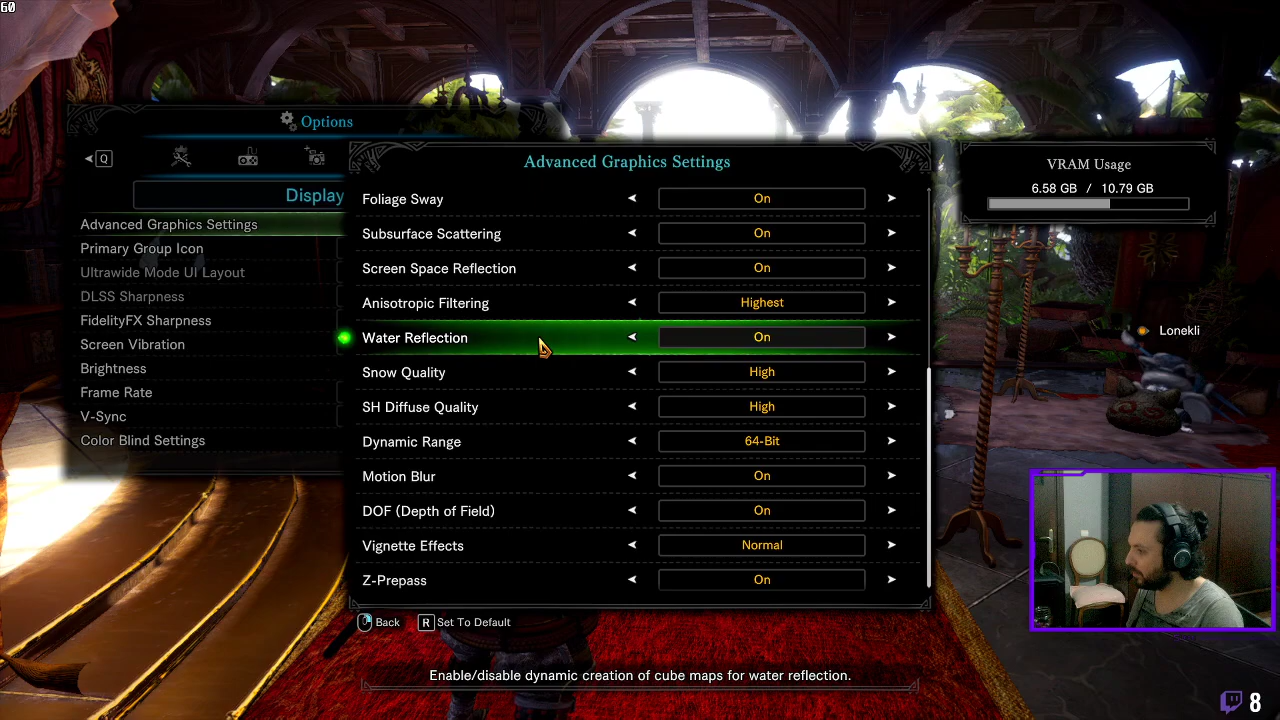 60
Options
Q
Display
Advanced Graphics Settings
Primary Group Icon
Ultrawide Mode UI Layout
DLSS Sharpness
FidelityFX Sharpness
Screen Vibration
Brightness
Frame Rate
V-Sync
Color Blind Settings
Advanced Graphics Settings
Foliage Sway On
Subsurface Scattering On
Screen Space Reflection On
Anisotropic Filtering Highest
Water Reflection On
Snow Quality High
SH Diffuse Quality High
Dynamic Range 64-Bit
Motion Blur On
DOF (Depth of Field) On
Vignette Effects Normal
Z-Prepass On
Back R Set To Default
Enable/disable dynamic creation of cube maps for water reflection.
VRAM Usage
6.58 GB / 10.79 GB
Lonekli
8